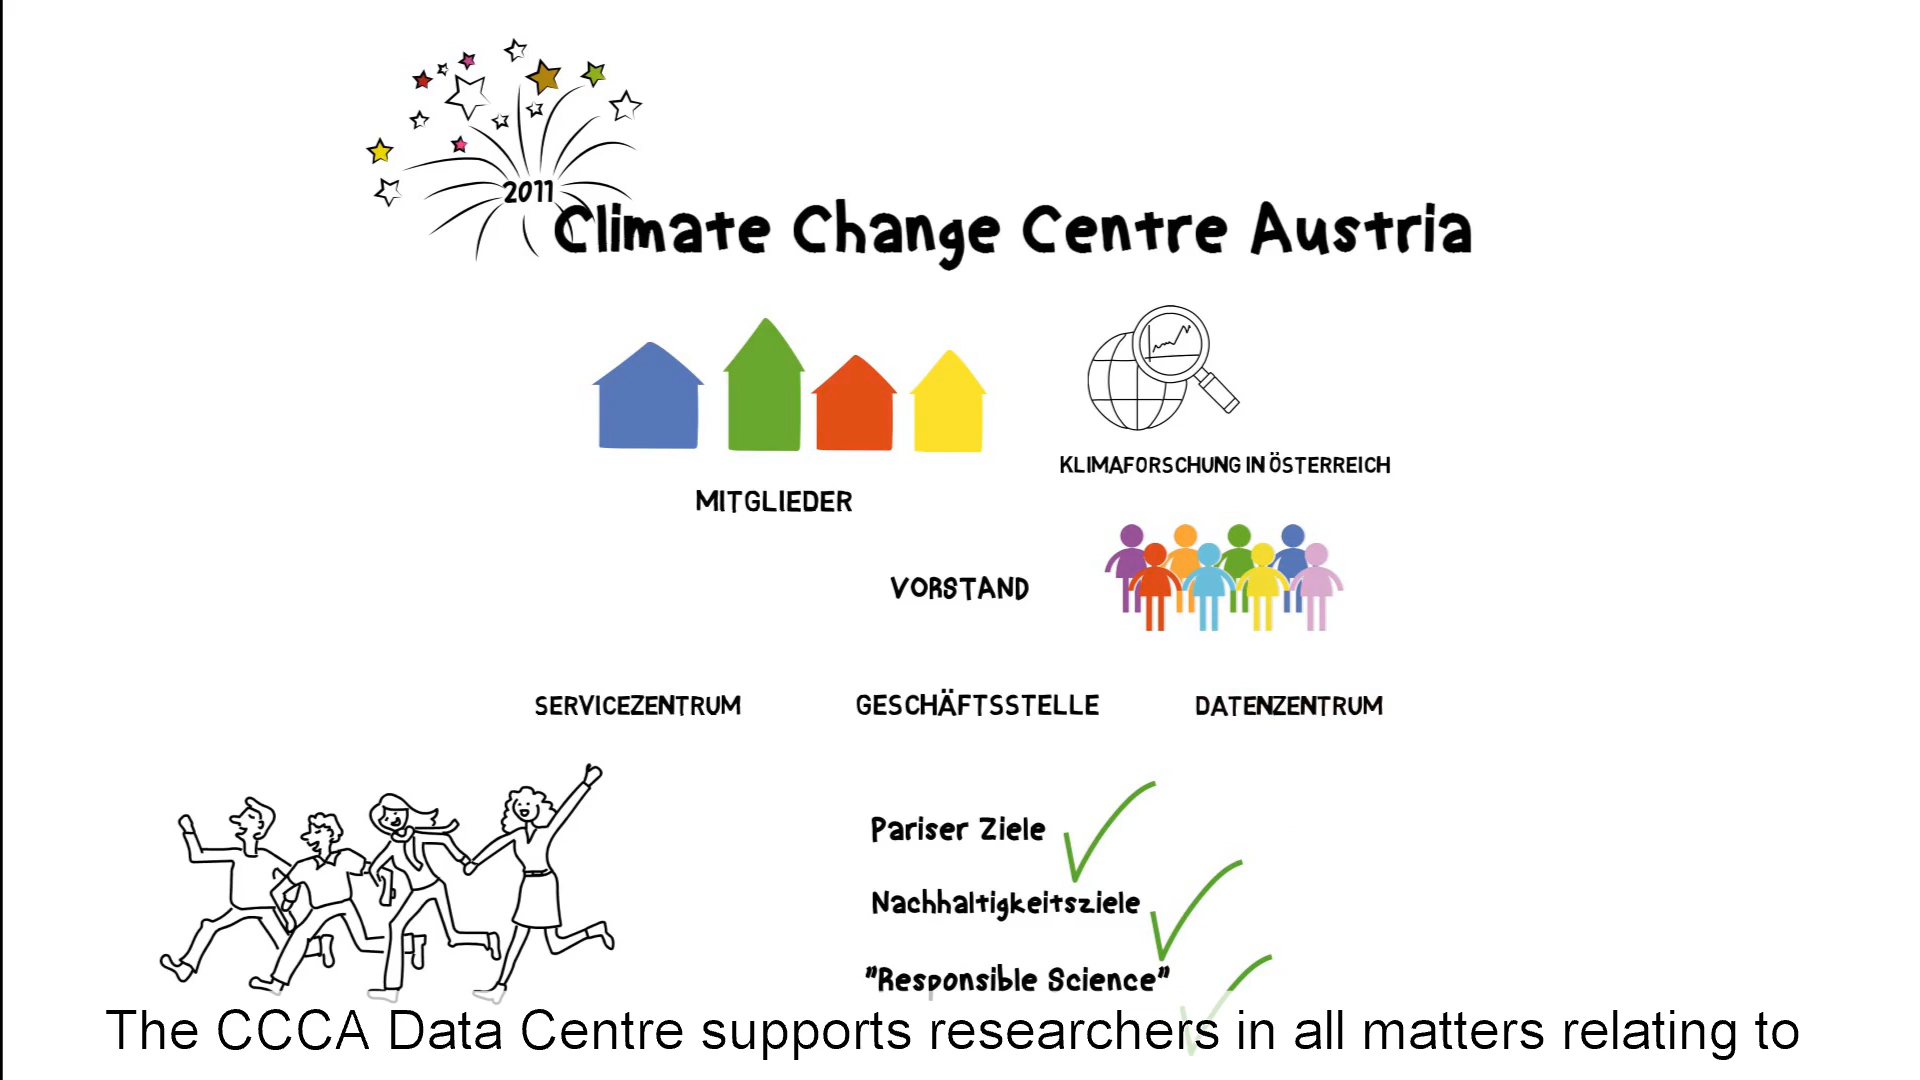 2011
Climate Change Centre Austria
KLIMAFORSCHUNG IN ÖSTERREICH
MITGLIEDER
VORSTAND
SERVICEZENTRUM GESCHÄFTSSTELLE DATENZENTRUM
Pariser Ziele
Nachhaltigkeitsziele
"Responsible Science"
The CCCA Data Centre supports researchers in all matters relating to